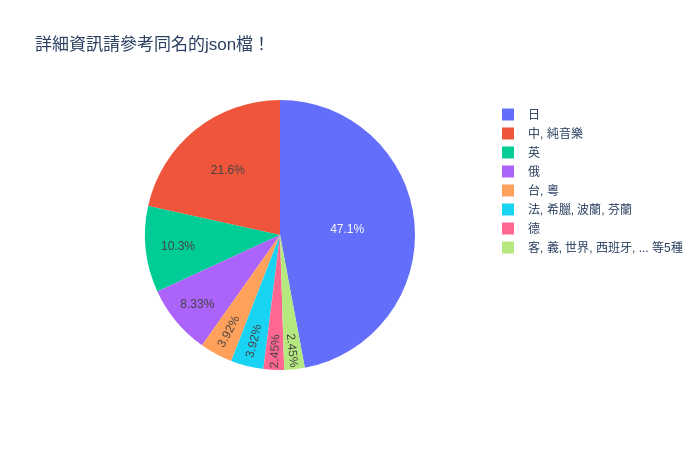 詳細資訊請參考同名的json檔！
47.1%
21.6%
10.3%
8.33%
3.92%
3.92%
2.45%
2.45%
日
中, 純音樂
英
俄
台, 粵
法, 希臘, 波蘭, 芬蘭
德
客, 義, 世界, 西班牙, ... 等5種